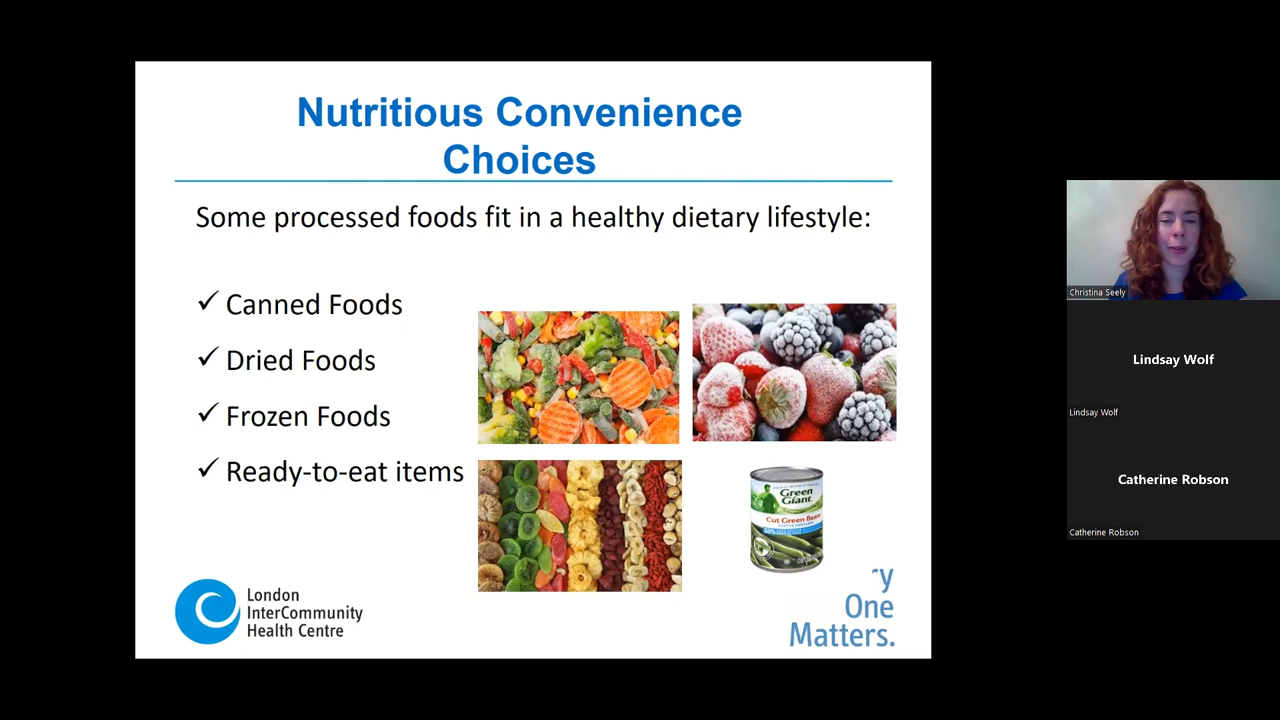 Nutritious Convenience
Choices
Some processed foods fit in a healthy dietary lifestyle:
✓ Canned Foods
✓ Dried Foods
✓ Frozen Foods
✓ Ready-to-eat items
Green
Giant
Cut Green Beans
London
InterCommunity
Health Centre
ry
One
Matters.
Christina Seely
Lindsay Wolf
Lindsay Wolf
Catherine Robson
Catherine Robson